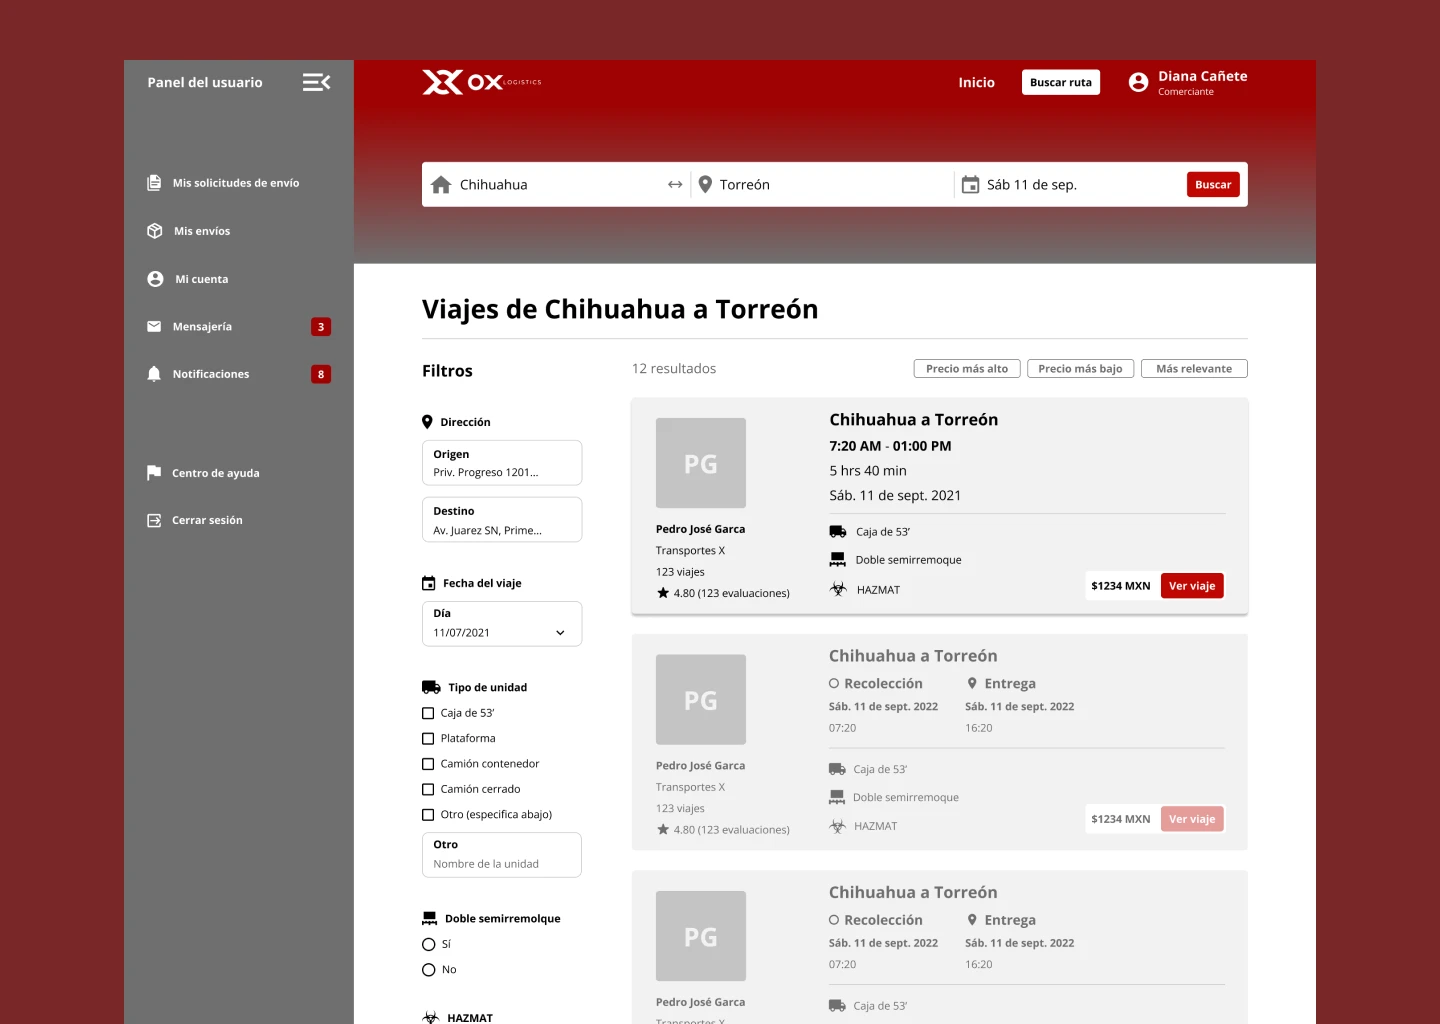 Panel del usuario
Mis solicitudes de envío
Mis envíos
Mi cuenta
Mensajería 3
Notificaciones 8
Centro de ayuda
Cerrar sesión
OX LOGISTICS
Inicio
Buscar ruta
Diana Cañete
Comerciante
Chihuahua
Torreón
Sáb 11 de sep.
Buscar
Viajes de Chihuahua a Torreón
Filtros
Dirección
Origen
Priv. Progreso 1201...
Destino
Av. Juarez SN, Prime...
Fecha del viaje
Día
11/07/2021
Tipo de unidad
Caja de 53’
Plataforma
Camión contenedor
Camión cerrado
Otro (especifica abajo)
Otro
Nombre de la unidad
Doble semirremolque
Sí
No
HAZMAT
12 resultados
Precio más alto
Precio más bajo
Más relevante
PG
Pedro José Garca
Transportes X
123 viajes
4.80 (123 evaluaciones)
Chihuahua a Torreón
7:20 AM - 01:00 PM
5 hrs 40 min
Sáb. 11 de sept. 2021
Caja de 53’
Doble semirremoque
HAZMAT
$1234 MXN
Ver viaje
PG
Pedro José Garca
Transportes X
123 viajes
4.80 (123 evaluaciones)
Chihuahua a Torreón
Recolección Entrega
Sáb. 11 de sept. 2022 Sáb. 11 de sept. 2022
07:20 16:20
Caja de 53’
Doble semirremoque
HAZMAT
$1234 MXN
Ver viaje
PG
Pedro José Garca
Transportes X
Chihuahua a Torreón
Recolección Entrega
Sáb. 11 de sept. 2022 Sáb. 11 de sept. 2022
07:20 16:20
Caja de 53’